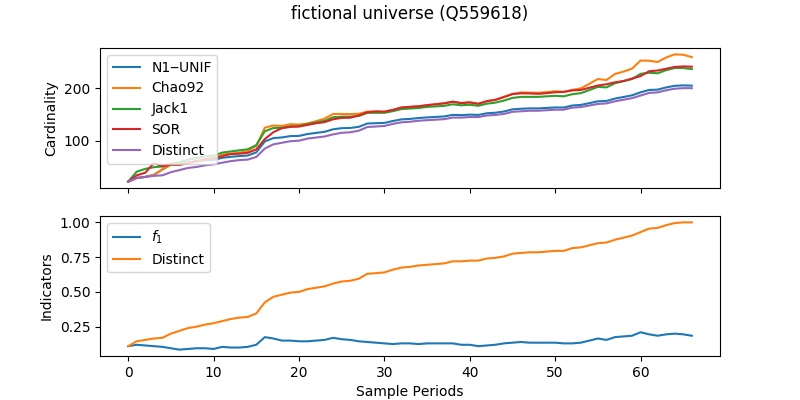 fictional universe (Q559618)
Cardinality
200
100
N1−UNIF
Chao92
Jack1
SOR
Distinct
Indicators
1.00
0.75
0.50
0.25
f1
Distinct
0 10 20 30 40 50 60
Sample Periods